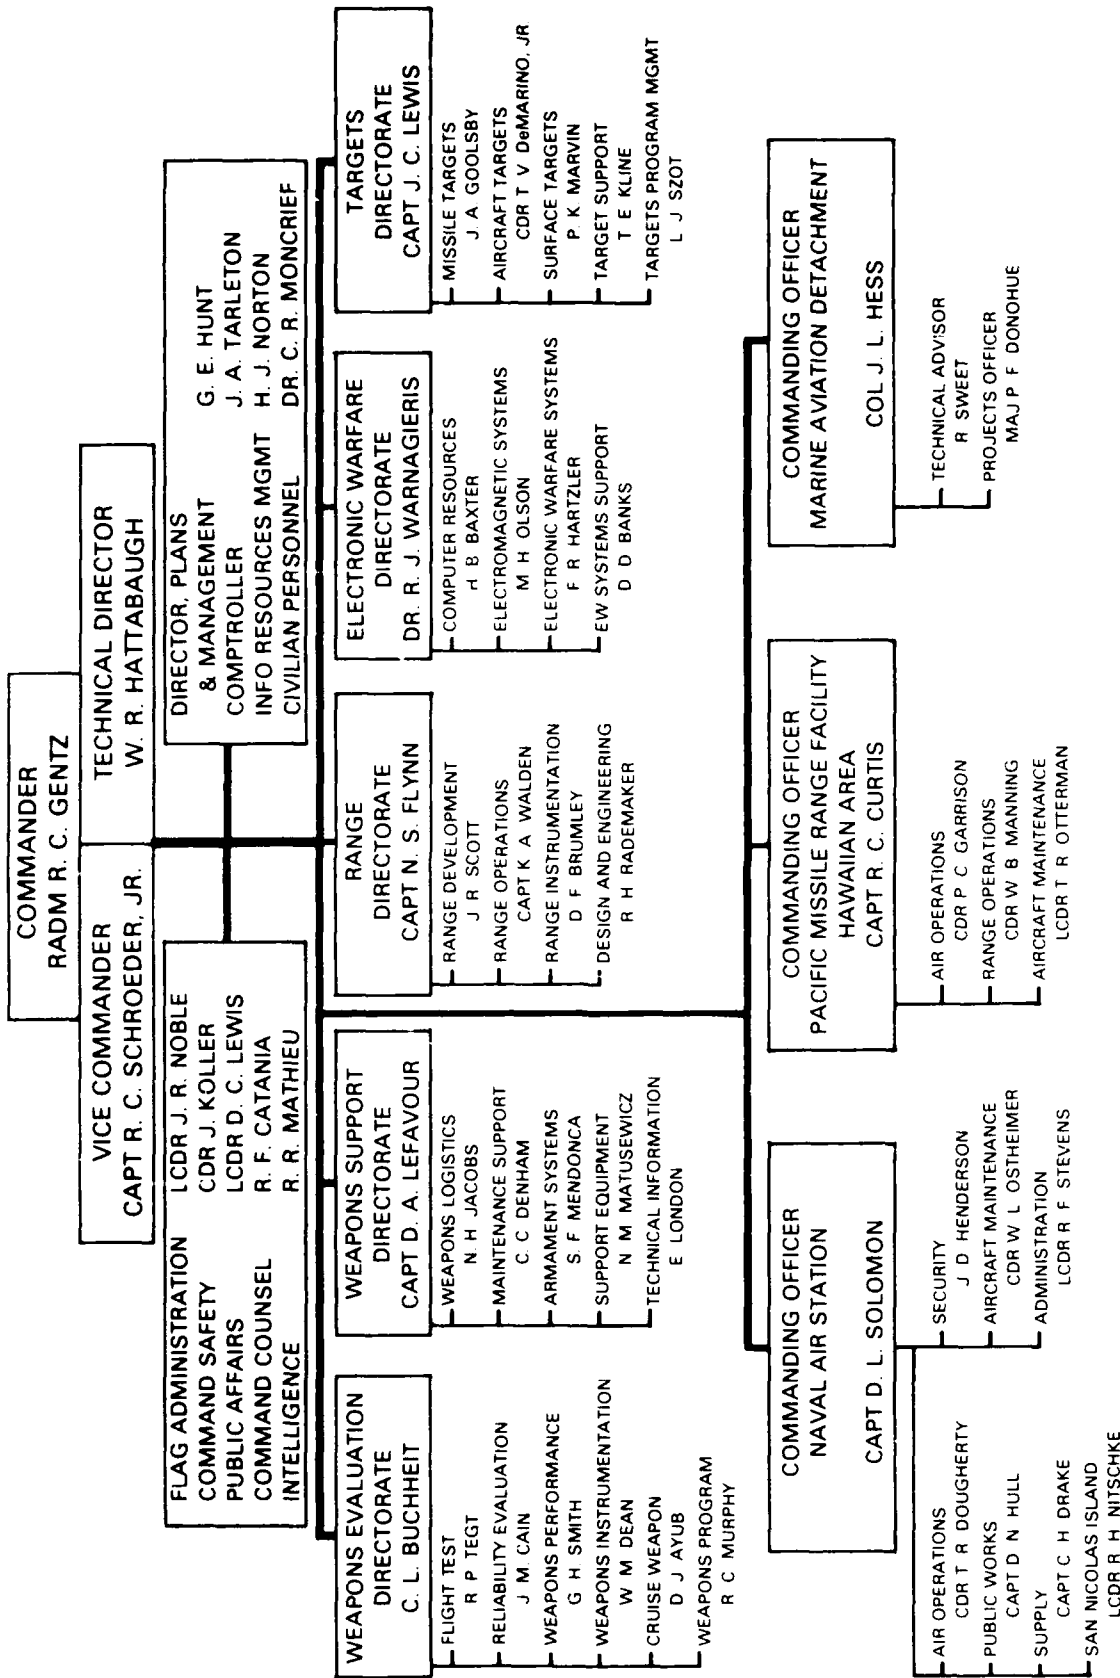 COMMANDER
RADM R. C. GENTZ
VICE COMMANDER
CAPT R. C. SCHROEDER, JR.
TECHNICAL DIRECTOR
W. R. HATTABAUGH
FLAG ADMINISTRATION LCDR J. R. NOBLE
COMMAND SAFETY CDR J. KOLLER
PUBLIC AFFAIRS LCDR D. C. LEWIS
COMMAND COUNSEL R. F. CATANIA
INTELLIGENCE R. R. MATHIEU
DIRECTOR, PLANS
& MANAGEMENT G. E. HUNT
COMPTROLLER J. A. TARLETON
INFO RESOURCES MGMT H. J. NORTON
CIVILIAN PERSONNEL DR. C. R. MONCRIEF
WEAPONS EVALUATION
DIRECTORATE
C. L. BUCHHEIT
FLIGHT TEST
R P TEGT
RELIABILITY EVALUATION
J M. CAIN
WEAPONS PERFORMANCE
G H. SMITH
WEAPONS INSTRUMENTATION
W M. DEAN
CRUISE WEAPON
D J AYUB
WEAPONS PROGRAM
R C MURPHY
WEAPONS SUPPORT
DIRECTORATE
CAPT D. A. LEFAVOUR
WEAPONS LOGISTICS
N. H JACOBS
MAINTENANCE SUPPORT
C. C DENHAM
ARMAMENT SYSTEMS
S. F MENDONCA
SUPPORT EQUIPMENT
N M MATUSEWICZ
TECHNICAL INFORMATION
E LONDON
RANGE
DIRECTORATE
CAPT N. S. FLYNN
RANGE DEVELOPMENT
J R SCOTT
RANGE OPERATIONS
CAPT K A WALDEN
RANGE INSTRUMENTATION
D F BRUMLEY
DESIGN AND ENGINEERING
R H RADEMAKER
ELECTRONIC WARFARE
DIRECTORATE
DR. R. J. WARNAGIERIS
COMPUTER RESOURCES
H B BAXTER
ELECTROMAGNETIC SYSTEMS
M H OLSON
ELECTRONIC WARFARE SYSTEMS
F R HARTZLER
EW SYSTEMS SUPPORT
D D BANKS
TARGETS
DIRECTORATE
CAPT J. C. LEWIS
MISSILE TARGETS
J. A GOOLSBY
AIRCRAFT TARGETS
CDR T V DeMARINO, JR
SURFACE TARGETS
P. K MARVIN
TARGET SUPPORT
T E KLINE
TARGETS PROGRAM MGMT
L J SZOT
COMMANDING OFFICER
NAVAL AIR STATION
CAPT D. L. SOLOMON
AIR OPERATIONS
CDR T R DOUGHERTY
PUBLIC WORKS
CAPT D N HULL
SUPPLY
CAPT C H DRAKE
SAN NICOLAS ISLAND
LCDR R H NITSCHKE
SECURITY
J D HENDERSON
AIRCRAFT MAINTENANCE
CDR W L OSTHEIMER
ADMINISTRATION
LCDR R F STEVENS
COMMANDING OFFICER
PACIFIC MISSILE RANGE FACILITY
HAWAIIAN AREA
CAPT R. C. CURTIS
AIR OPERATIONS
CDR P C GARRISON
RANGE OPERATIONS
CDR W B MANNING
AIRCRAFT MAINTENANCE
LCDR T R OTTERMAN
COMMANDING OFFICER
MARINE AVIATION DETACHMENT
COL J. L. HESS
TECHNICAL ADVISOR
R SWEET
PROJECTS OFFICER
MAJ P F DONOHUE